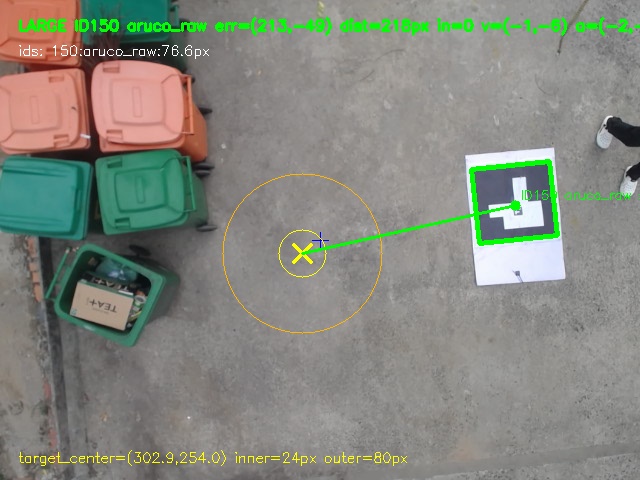 LARGE ID150 aruco_raw err=(213,-49) dist=218px in=0 v=(-1,-8) a=(-2,-
ids: 150:aruco_raw:76.6px
ID150 aruco_raw
TEA+
target_center=(302.9,254.0) inner=24px outer=80px